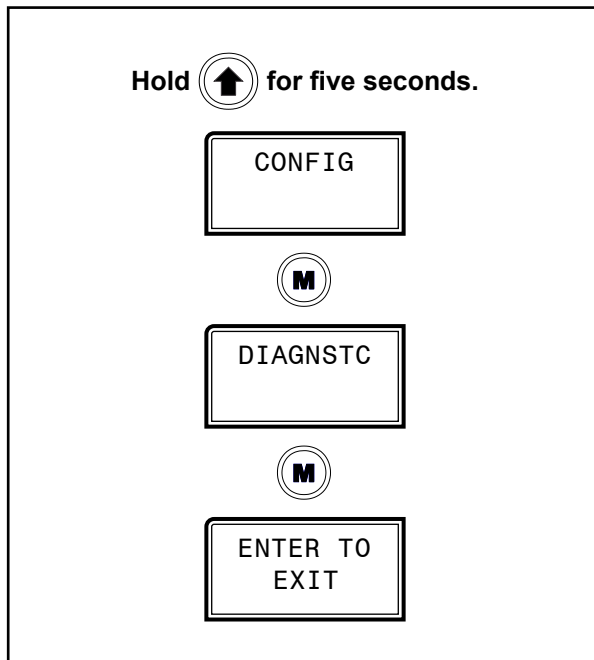 Hold for five seconds.
CONFIG
M
DIAGNSTC
M
ENTER TO
EXIT